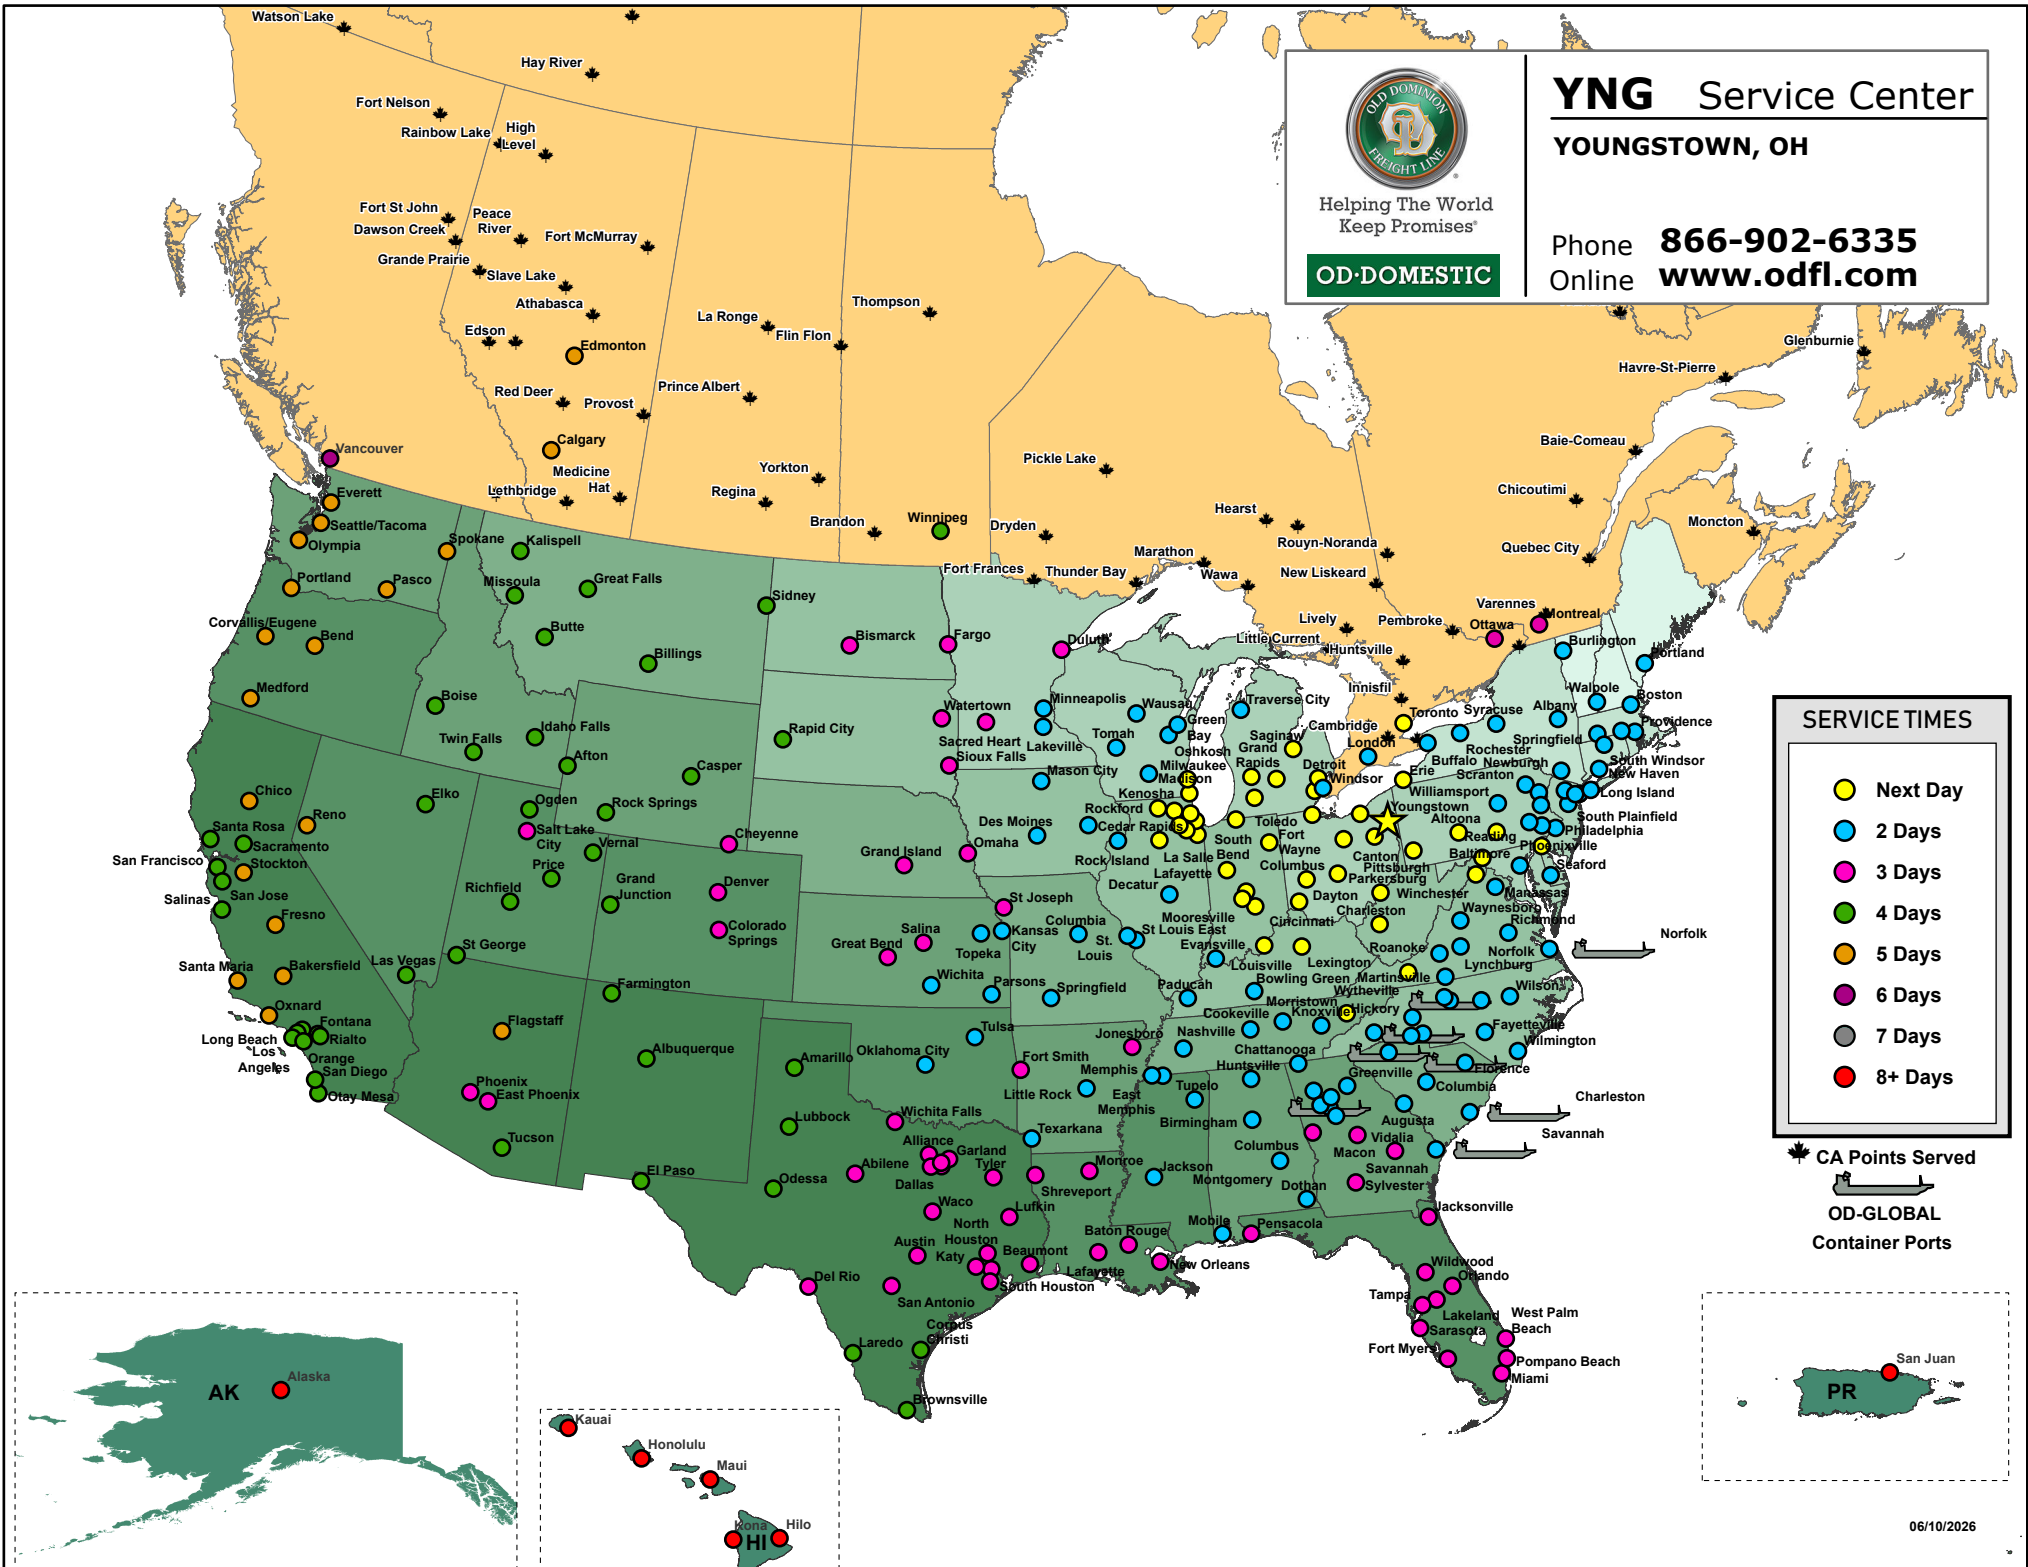 Watson Lake
Hay River
Fort Nelson
Rainbow Lake
High
Level
Fort St John
Dawson Creek
Peace
River
Fort McMurray
Grande Prairie
Slave Lake
Athabasca
Edson
Edmonton
La Ronge
Flin Flon
Thompson
Red Deer
Provost
Prince Albert
Calgary
Medicine
Hat
Lethbridge
Yorkton
Regina
Brandon
Winnipeg
Dryden
Pickle Lake
Fort Frances
Thunder Bay
Marathon
Wawa
Hearst
Rouyn-Noranda
New Liskeard
Lively
Little Current
Huntsville
Pembroke
Innisfil
Cambridge
Toronto
London
Windsor
Ottawa
Varennes
Montreal
Quebec City
Chicoutimi
Baie-Comeau
Havre-St-Pierre
Glenburnie
Moncton
OLD DOMINION
FREIGHT LINE
Helping The World
Keep Promises®
OD·DOMESTIC
YNG Service Center
YOUNGSTOWN, OH
Phone 866-902-6335
Online www.odfl.com
Vancouver
Everett
Seattle/Tacoma
Olympia
Spokane
Portland
Pasco
Corvallis/Eugene
Bend
Medford
Kalispell
Missoula
Great Falls
Butte
Billings
Sidney
Boise
Twin Falls
Idaho Falls
Afton
Casper
Rock Springs
Cheyenne
Bismarck
Fargo
Duluth
Rapid City
Watertown
Sacred Heart
Sioux Falls
Minneapolis
Lakeville
Mason City
Wausau
Green
Bay
Tomah
Oshkosh
Milwaukee
Madison
Kenosha
Rockford
Traverse City
Saginaw
Grand
Rapids
Detroit
Chico
Reno
Elko
Ogden
Salt Lake
City
Vernal
Price
Richfield
Grand
Junction
Denver
Colorado
Springs
St George
Las Vegas
Santa Rosa
Sacramento
San Francisco
Stockton
San Jose
Salinas
Fresno
Santa Maria
Bakersfield
Oxnard
Fontana
Rialto
Long Beach
Los
Angeles
Orange
San Diego
Otay Mesa
Flagstaff
Phoenix
East Phoenix
Tucson
Farmington
Albuquerque
El Paso
Amarillo
Lubbock
Odessa
Grand Island
Omaha
Des Moines
Cedar Rapids
Rock Island
La Salle
South
Bend
Lafayette
Decatur
Mooresville
St Joseph
Kansas
City
Topeka
Salina
Great Bend
Wichita
Parsons
Columbia
St.
Louis
St Louis East
Springfield
Evansville
Paducah
Toledo
Fort
Wayne
Columbus
Dayton
Cincinnati
Louisville
Lexington
Bowling Green
Youngstown
Canton
Pittsburgh
Parkersburg
Charleston
Erie
Buffalo
Rochester
Syracuse
Albany
Burlington
Portland
Walpole
Boston
Providence
Springfield
South Windsor
New Haven
Newburgh
Long Island
Scranton
Williamsport
Altoona
Reading
South Plainfield
Philadelphia
Phoenixville
Baltimore
Seaford
Manassas
Winchester
Waynesboro
Richmond
Norfolk
Norfolk
Roanoke
Lynchburg
Martinsville
Wytheville
Wilson
Hickory
Fayetteville
Wilmington
Florence
Columbia
Greenville
Charleston
Savannah
Augusta
Morristown
Knoxville
Cookeville
Nashville
Chattanooga
Huntsville
Jonesboro
Memphis
East
Memphis
Tupelo
Birmingham
Columbus
Macon
Vidalia
Savannah
Sylvester
Montgomery
Dothan
Mobile
Pensacola
Jackson
Tulsa
Oklahoma City
Fort Smith
Little Rock
Texarkana
Wichita Falls
Alliance
Garland
Dallas
Tyler
Abilene
Waco
Lufkin
Monroe
Shreveport
North
Houston
Austin
Katy
Beaumont
South Houston
San Antonio
Del Rio
Laredo
Corpus
Christi
Brownsville
Baton Rouge
Lafayette
New Orleans
Jacksonville
Wildwood
Orlando
Tampa
Lakeland
Sarasota
Fort Myers
West Palm
Beach
Pompano Beach
Miami
SERVICE TIMES
Next Day
2 Days
3 Days
4 Days
5 Days
6 Days
7 Days
8+ Days
CA Points Served
OD-GLOBAL
Container Ports
AK
Alaska
Kauai
Honolulu
Maui
Kona
HI
Hilo
San Juan
PR
06/10/2026